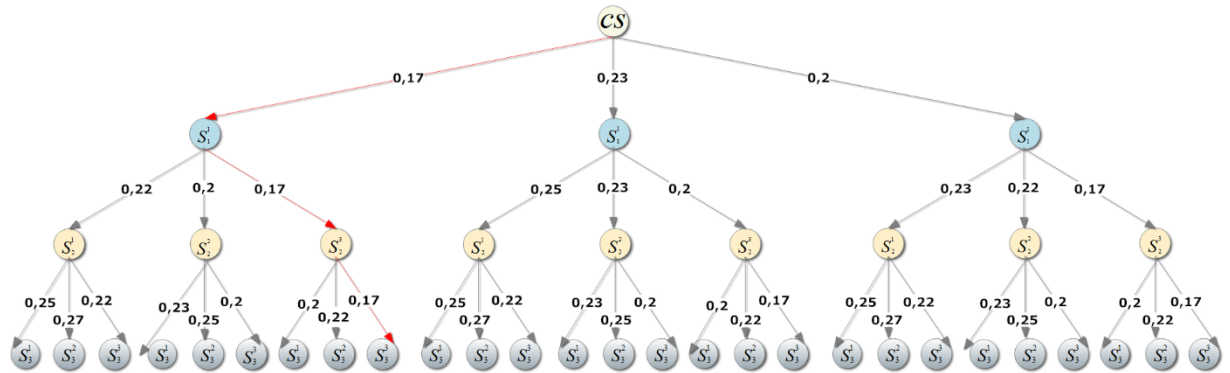 CS
0,17 0,23 0,2
S₁¹ S₁¹ S₁¹
0,22 0,2 0,17 0,25 0,23 0,2 0,23 0,22 0,17
S₂¹ S₂² S₂³ S₂¹ S₂² S₂³ S₂¹ S₂² S₂³
0,25 0,27 0,22 0,23 0,25 0,2 0,2 0,22 0,17 0,25 0,27 0,22 0,23 0,25 0,2 0,2 0,22 0,17 0,25 0,27 0,22 0,23 0,25 0,2 0,2 0,22 0,17
S₃¹ S₃² S₃³ S₃¹ S₃² S₃³ S₃¹ S₃² S₃³ S₃¹ S₃² S₃³ S₃¹ S₃² S₃³ S₃¹ S₃² S₃³ S₃¹ S₃² S₃³ S₃¹ S₃² S₃³ S₃¹ S₃² S₃³